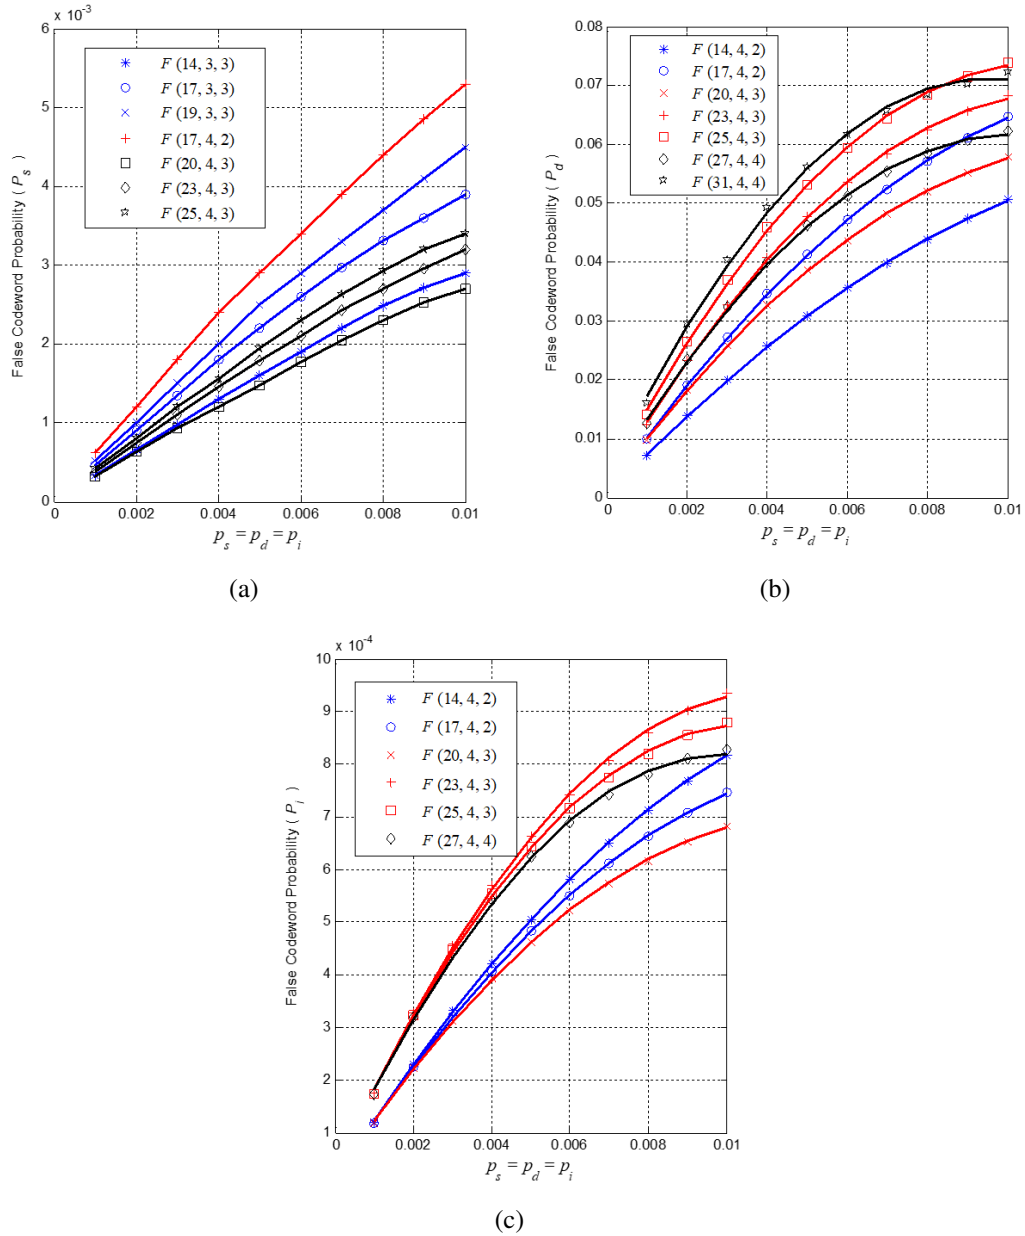 x 10⁻³
6
5
4
3
2
1
0
False Codeword Probability ( P_s )
F (14, 3, 3)
F (17, 3, 3)
F (19, 3, 3)
F (17, 4, 2)
F (20, 4, 3)
F (23, 4, 3)
F (25, 4, 3)
0 0.002 0.004 0.006 0.008 0.01
p_s = p_d = p_i
(a)
0.08
0.07
0.06
0.05
0.04
0.03
0.02
0.01
0
False Codeword Probability ( P_d )
F (14, 4, 2)
F (17, 4, 2)
F (20, 4, 3)
F (23, 4, 3)
F (25, 4, 3)
F (27, 4, 4)
F (31, 4, 4)
0 0.002 0.004 0.006 0.008 0.01
p_s = p_d = p_i
(b)
x 10⁻⁴
10
9
8
7
6
5
4
3
2
1
False Codeword Probability ( P_i )
F (14, 4, 2)
F (17, 4, 2)
F (20, 4, 3)
F (23, 4, 3)
F (25, 4, 3)
F (27, 4, 4)
0 0.002 0.004 0.006 0.008 0.01
p_s = p_d = p_i
(c)